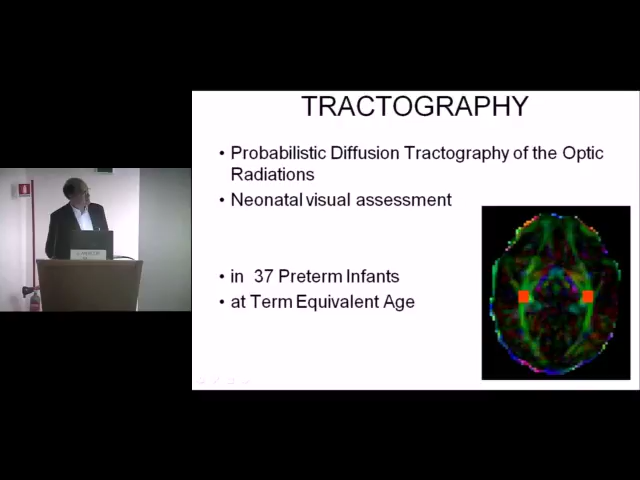 TRACTOGRAPHY
• Probabilistic Diffusion Tractography of the Optic
Radiations
• Neonatal visual assessment
• in 37 Preterm Infants
• at Term Equivalent Age